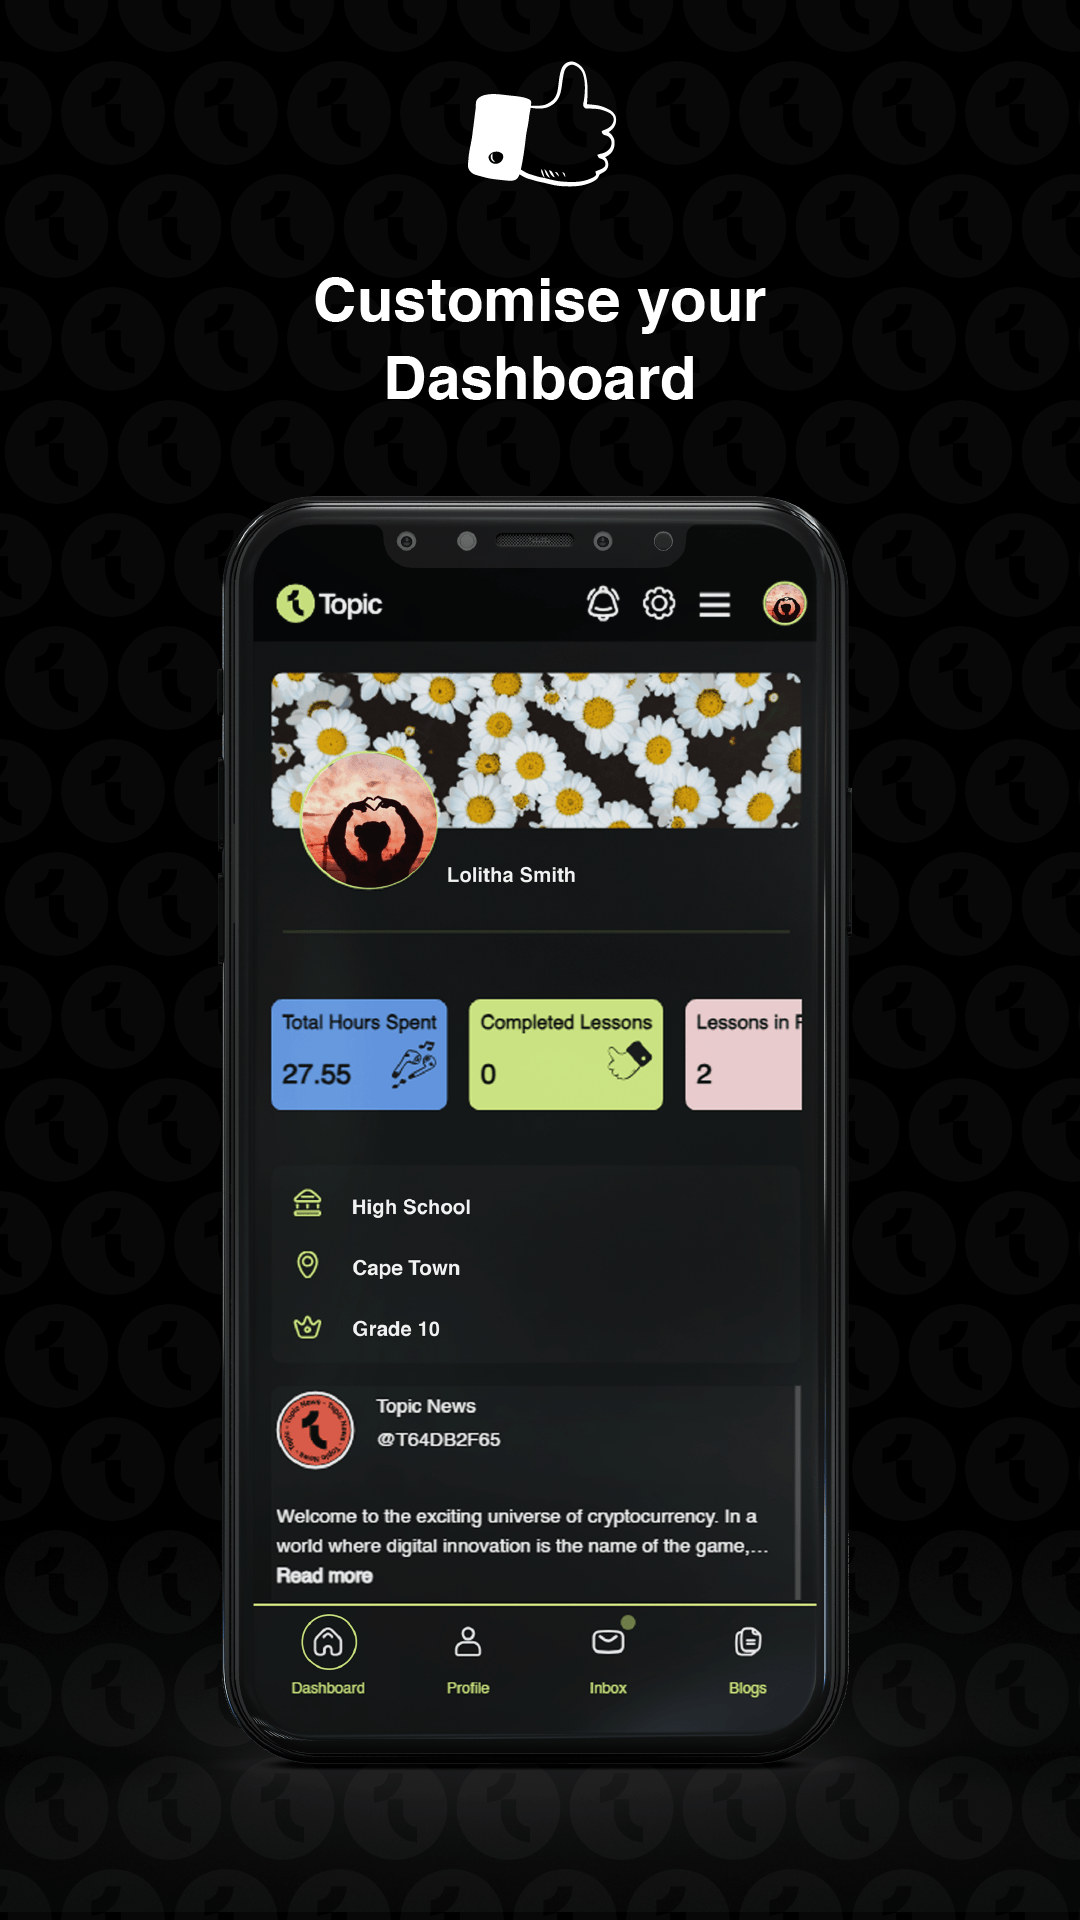 Customise your
Dashboard
Topic
Lolitha Smith
Total Hours Spent
27.55
Completed Lessons
0
Lessons in
2
High School
Cape Town
Grade 10
Topic News
@T64DB2F65
Welcome to the exciting universe of cryptocurrency. In a
world where digital innovation is the name of the game,...
Read more
Dashboard
Profile
Inbox
Blogs